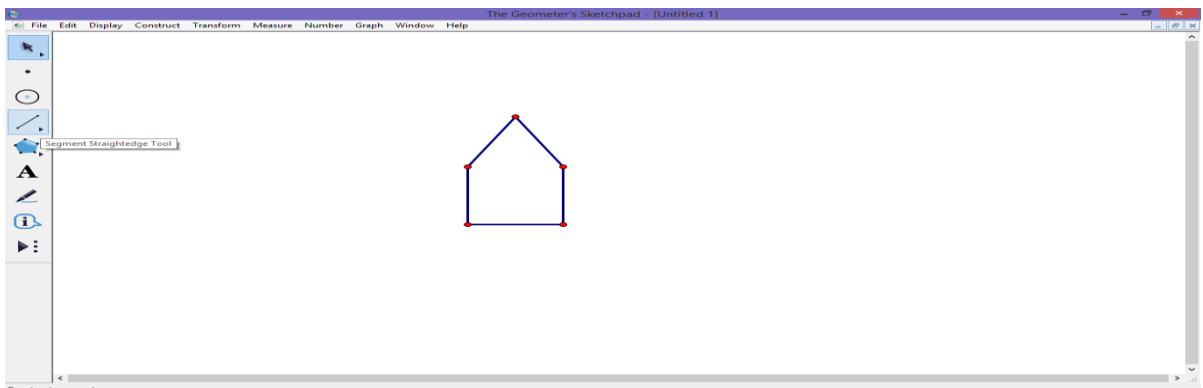 The Geometer's Sketchpad - [Untitled 1]
File Edit Display Construct Transform Measure Number Graph Window Help
Segment Straightedge Tool
A